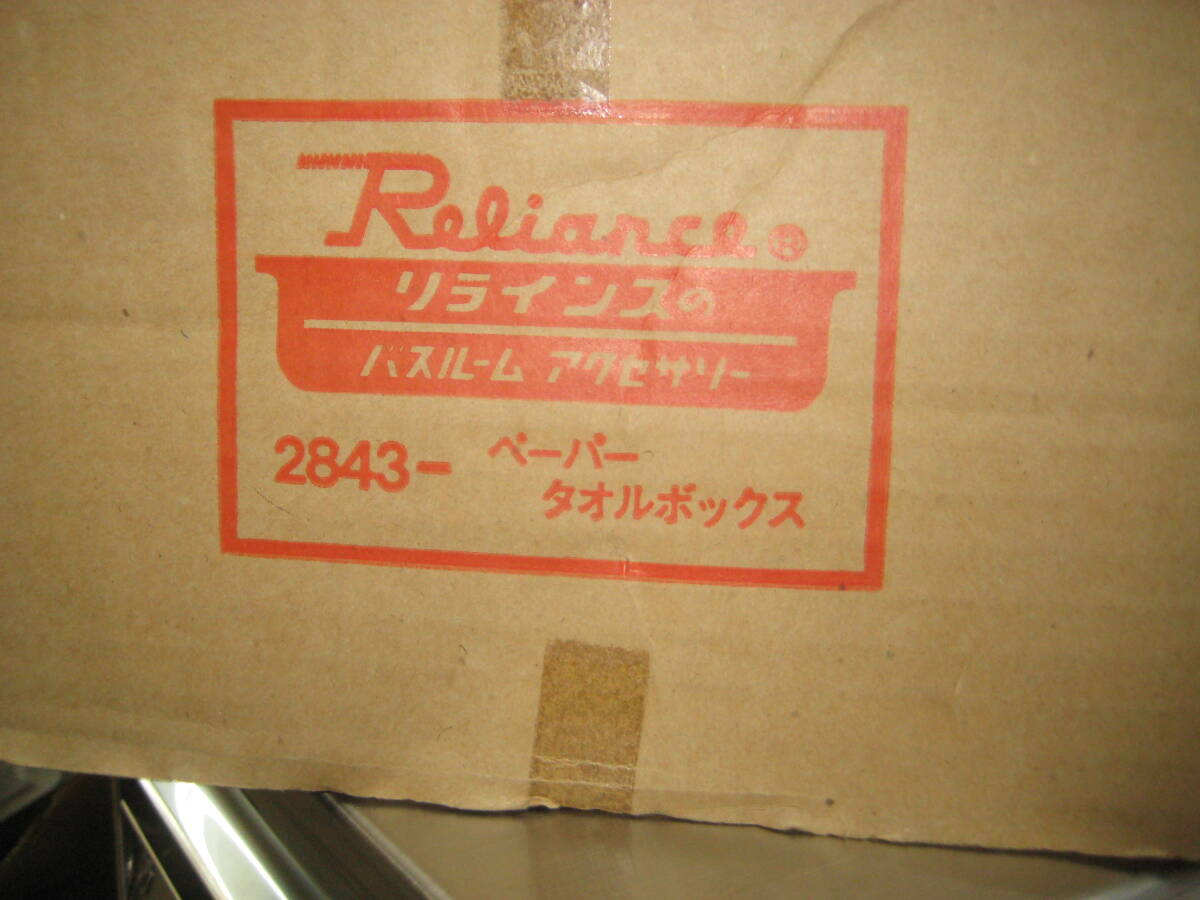 Reliance®
リラインスの
バスルーム アクセサリー
2843- ペーパー
タオルボックス